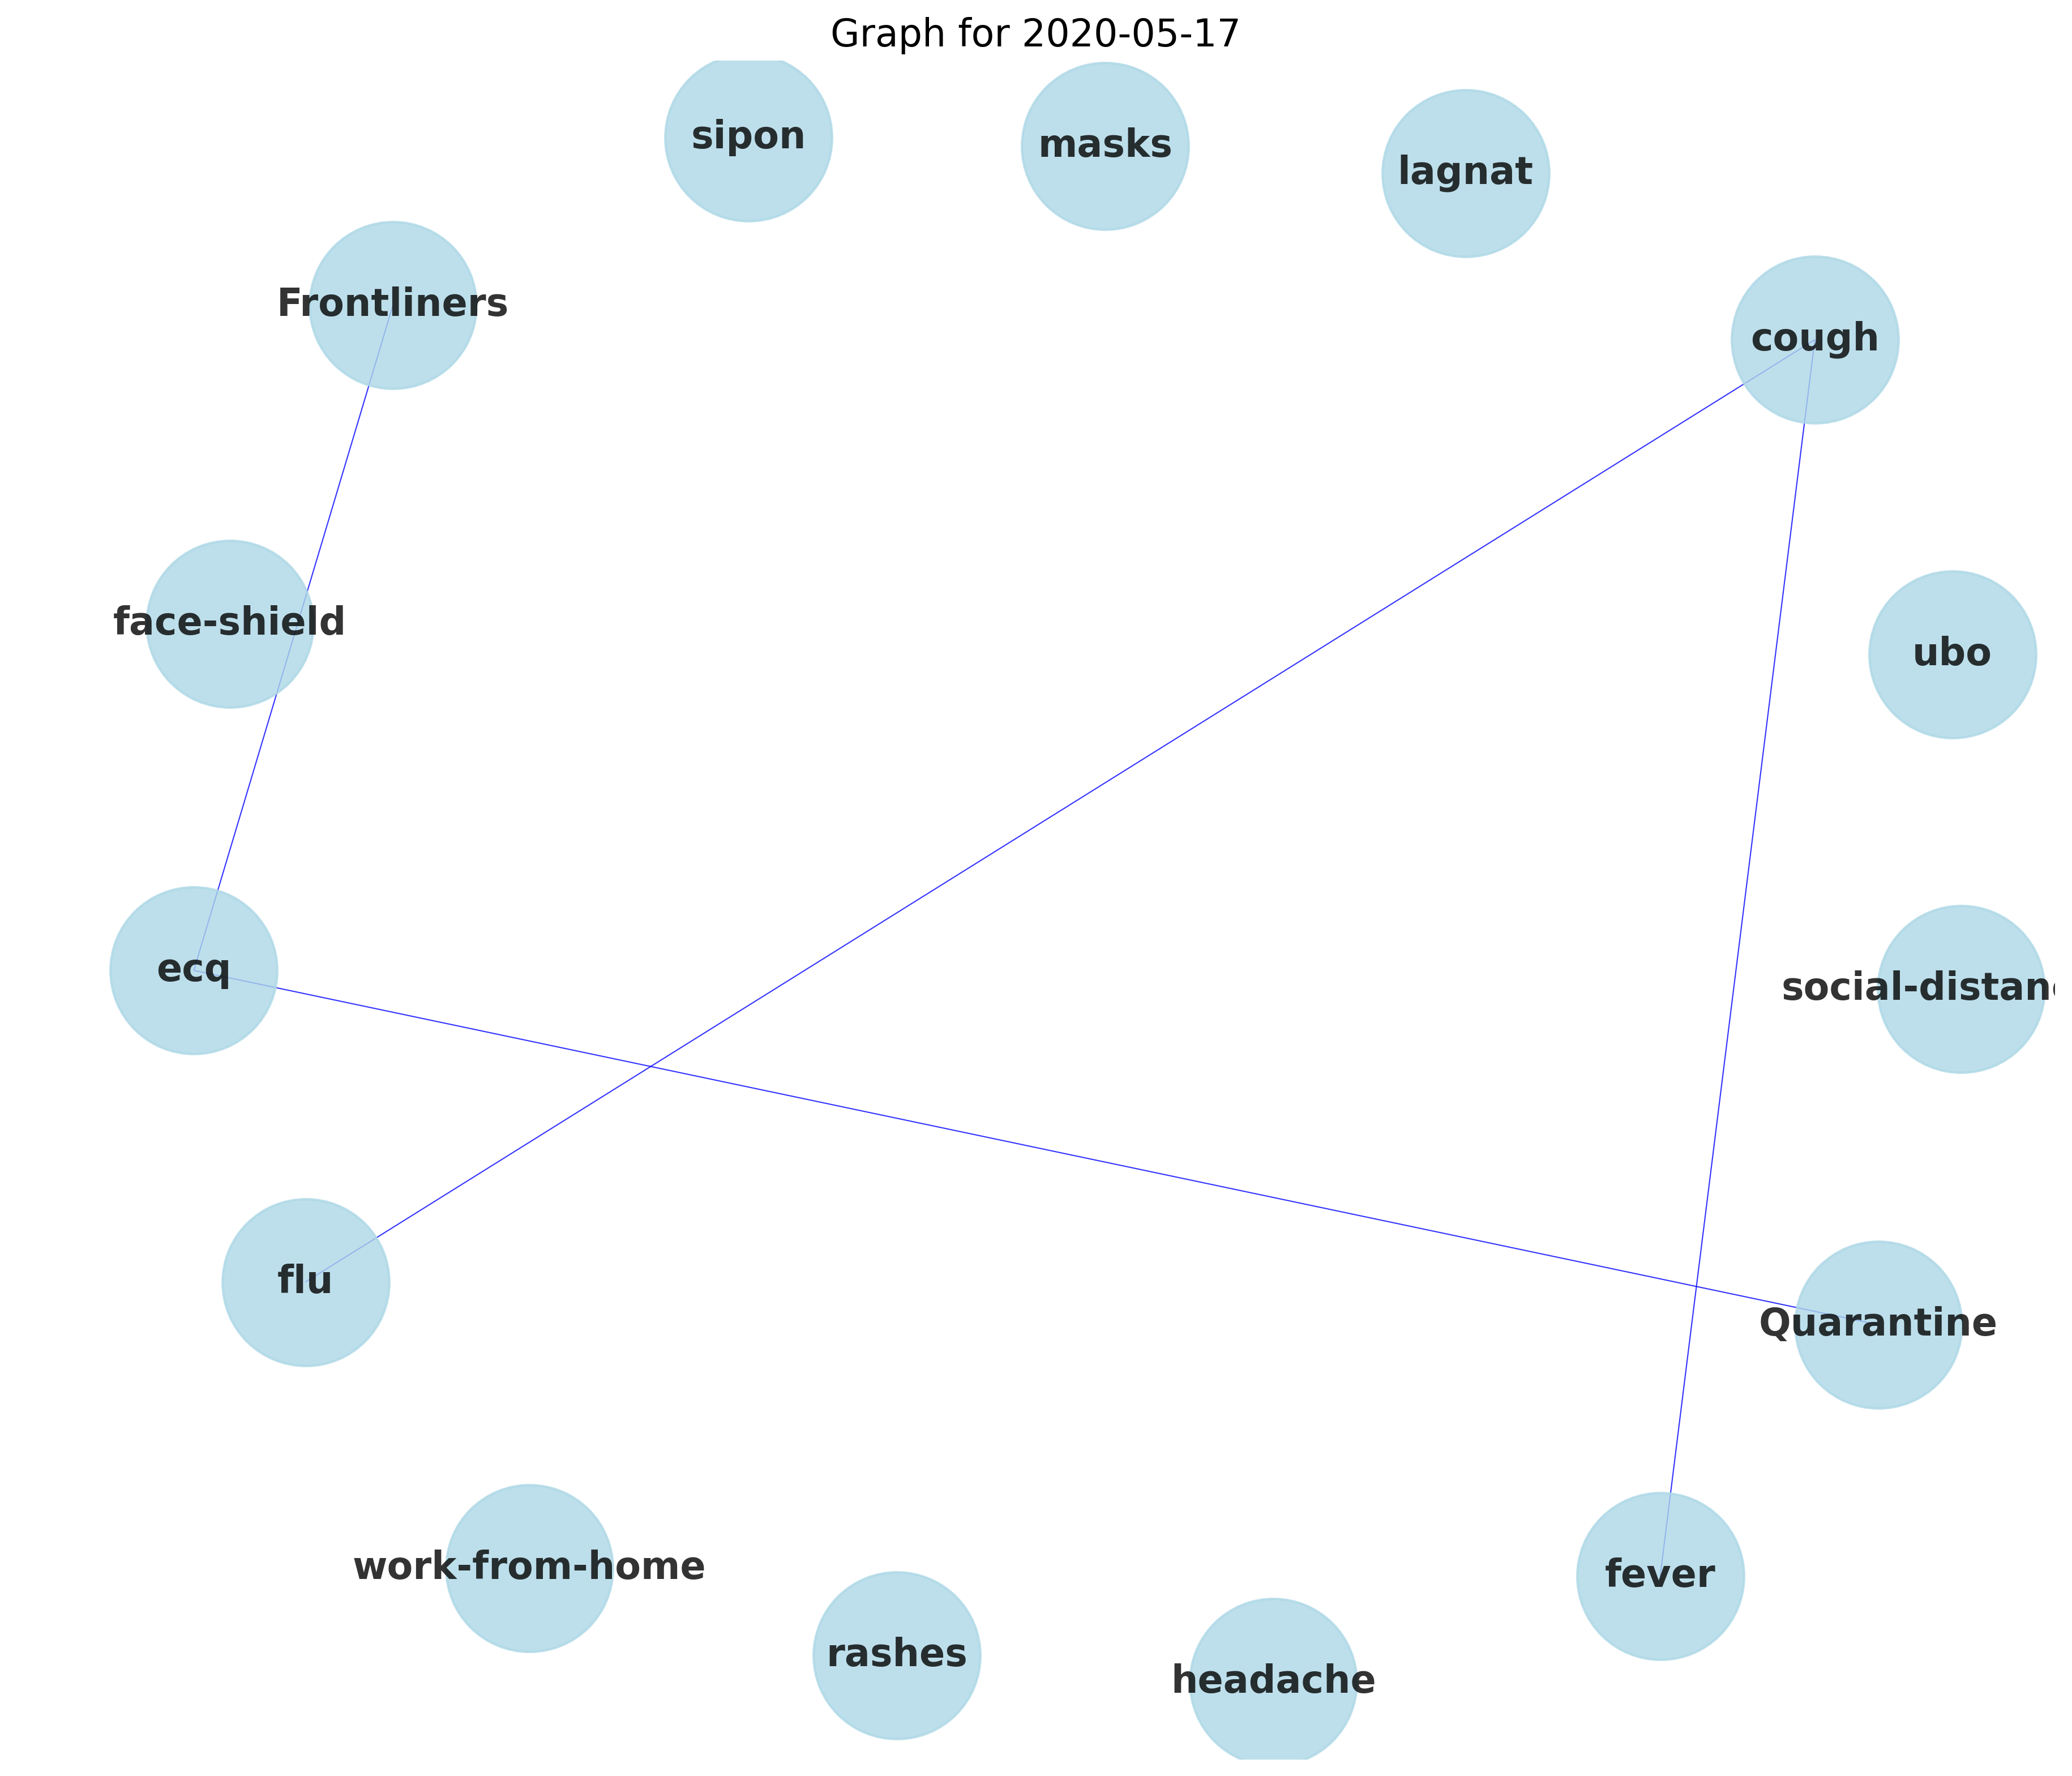 Graph for 2020-05-17
sipon
masks
lagnat
Frontliners
cough
face-shield
ubo
ecq
social-distanc
flu
Quarantine
work-from-home
fever
rashes
headache